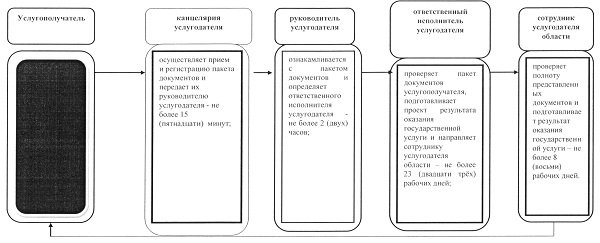 Услугополучатель
канцелярия
услугодателя
руководитель
услугодателя
ответственный
исполнитель
услугодателя
сотрудник
услугодателя
области
осуществляет прием
и регистрацию пакета
документов и
передает их
руководителю
услугодателя - не
более 15
(пятнадцати) минут;
ознакамливается
с пакетом
документов и
определяет
ответственного
исполнителя
услугодателя -
не более 2 (двух)
часов;
проверяет пакет
документов
услугополучателя,
подготавливает
проект результата
оказания
государственной
услуги и направляет
сотруднику
услугодателя
области – не более
23 (двадцати трёх)
рабочих дней;
проверяет
полноту
представлен
ных
документов и
подготавливае
т результат
оказания
государственн
ой услуги – не
более 8
(восьми)
рабочих дней.